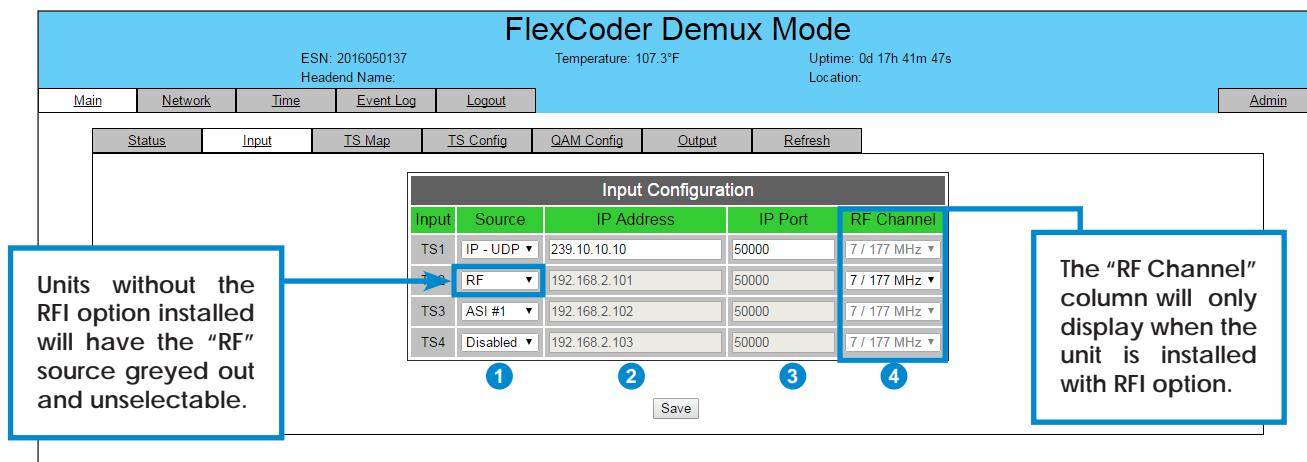 FlexCoder Demux Mode
ESN: 2016050137 Temperature: 107.3°F Uptime: 0d 17h 41m 47s
Headend Name: Location:
Main Network Time Event Log Logout Admin
Status Input TS Map TS Config QAM Config Output Refresh
Input Configuration
Input Source IP Address IP Port RF Channel
TS1 IP - UDP 239.10.10.10 50000 7 / 177 MHz
RF 192.168.2.101 50000 7 / 177 MHz
TS3 ASI #1 192.168.2.102 50000 7 / 177 MHz
TS4 Disabled 192.168.2.103 50000 7 / 177 MHz
1 2 3 4
Save
Units without the
RFI option installed
will have the “RF”
source greyed out
and unselectable.
The “RF Channel”
column will only
display when the
unit is installed
with RFI option.